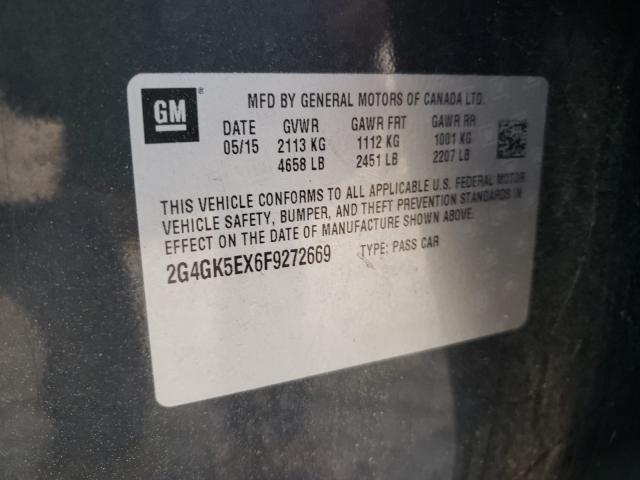 GM ®
MFD BY GENERAL MOTORS OF CANADA LTD.
DATE GVWR GAWR FRT GAWR RR
05/15 2113 KG 1112 KG 1001 KG
4658 LB 2451 LB 2207 LB
THIS VEHICLE CONFORMS TO ALL APPLICABLE U.S. FEDERAL MOTOR
VEHICLE SAFETY, BUMPER, AND THEFT PREVENTION STANDARDS IN
EFFECT ON THE DATE OF MANUFACTURE SHOWN ABOVE.
2G4GK5EX6F9272669 TYPE: PASS CAR